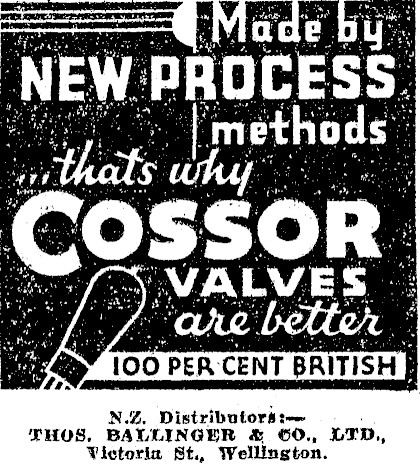 Made by
NEW PROCESS
methods
...that's why
COSSOR
VALVES
are better
100 PER CENT BRITISH
N.Z. Distributors:—
THOS. BALLINGER & CO., LTD.,
Victoria St., Wellington.